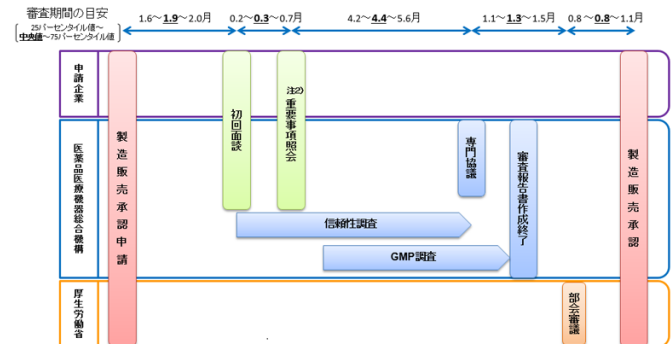 審査期間の目安
25パーセンタイル値~
中央値~75パーセンタイル値
1.6~1.9~2.0月
0.2~0.3~0.7月
4.2~4.4~5.6月
1.1~1.3~1.5月
0.8~0.8~1.1月
申請企業
医薬品医療機器総合機構
厚生労働省
製造販売承認申請
初回面談
注2)
重要事項照会
専門協議
審査報告書作成終了
信頼性調査
GMP調査
部会審議
製造販売承認